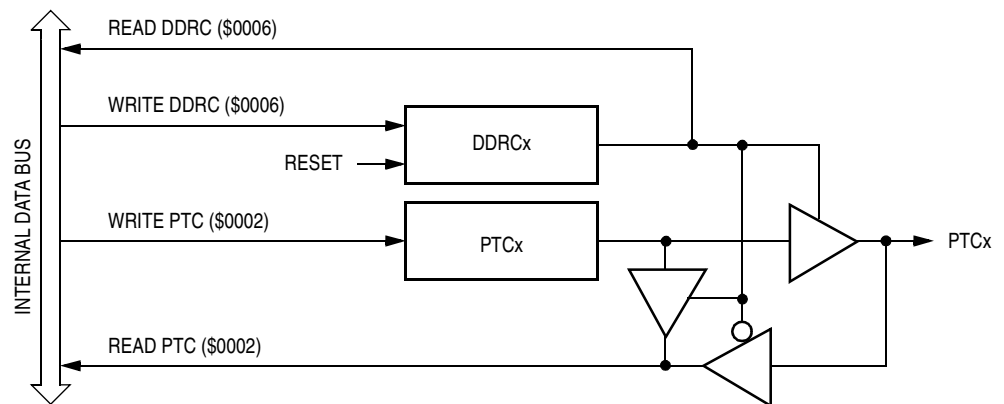 READ DDRC ($0006)
WRITE DDRC ($0006)
DDRCx
RESET
INTERNAL DATA BUS
WRITE PTC ($0002)
PTCx
PTCx
READ PTC ($0002)